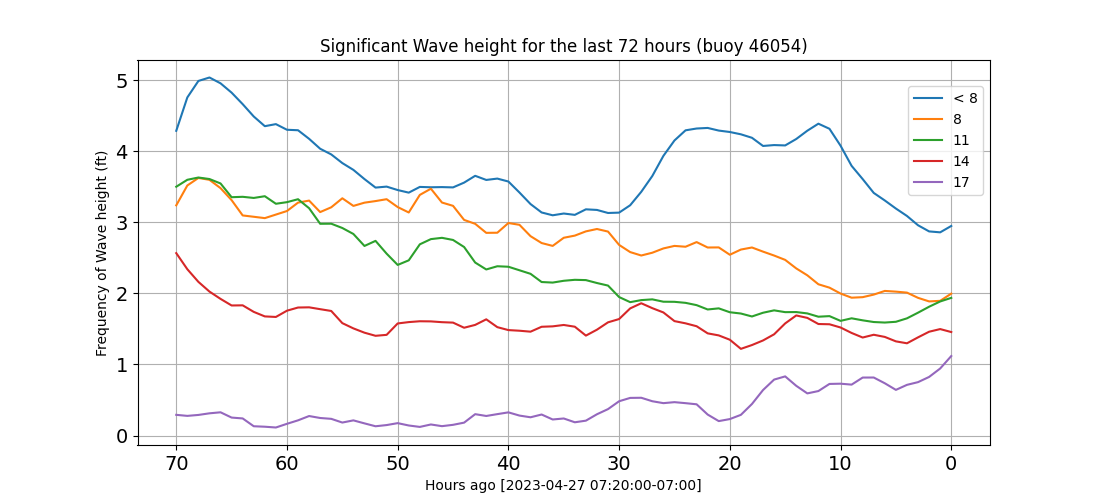 Significant Wave height for the last 72 hours (buoy 46054)
Frequency of Wave height (ft)
5
4
3
2
1
0
< 8
8
11
14
17
70 60 50 40 30 20 10 0
Hours ago [2023-04-27 07:20:00-07:00]